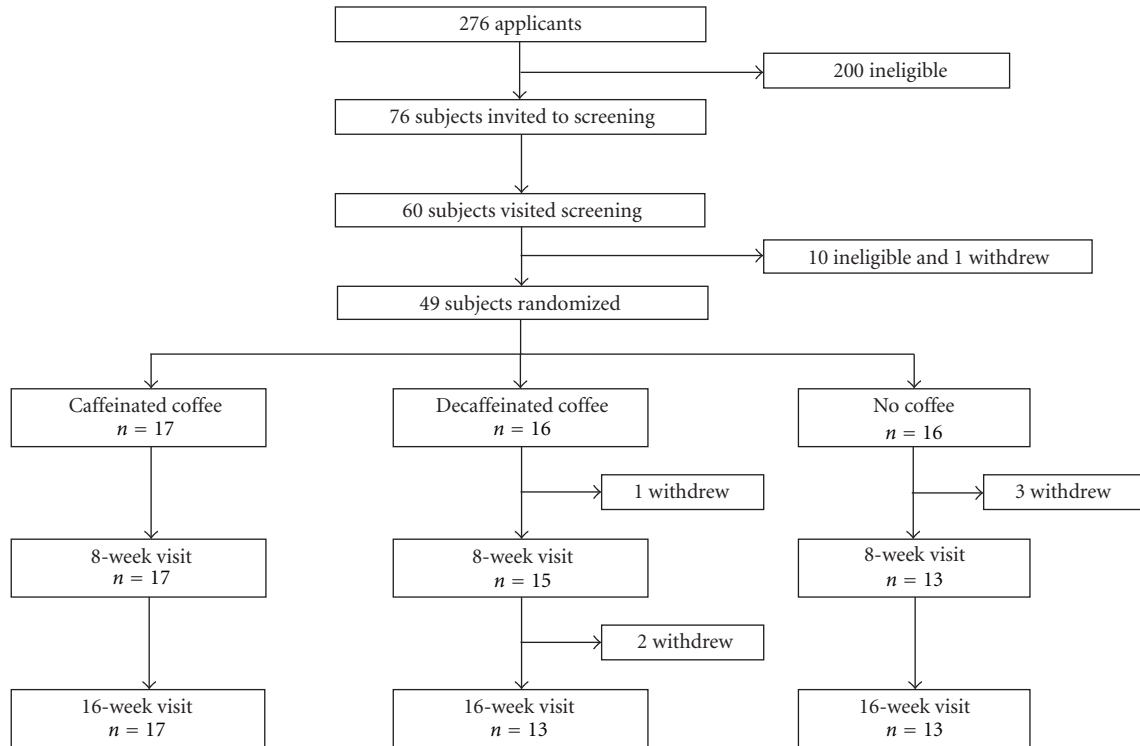 276 applicants
200 ineligible
76 subjects invited to screening
60 subjects visited screening
10 ineligible and 1 withdrew
49 subjects randomized
Caffeinated coffee
n = 17
Decaffeinated coffee
n = 16
No coffee
n = 16
1 withdrew
3 withdrew
8-week visit
n = 17
8-week visit
n = 15
8-week visit
n = 13
2 withdrew
16-week visit
n = 17
16-week visit
n = 13
16-week visit
n = 13